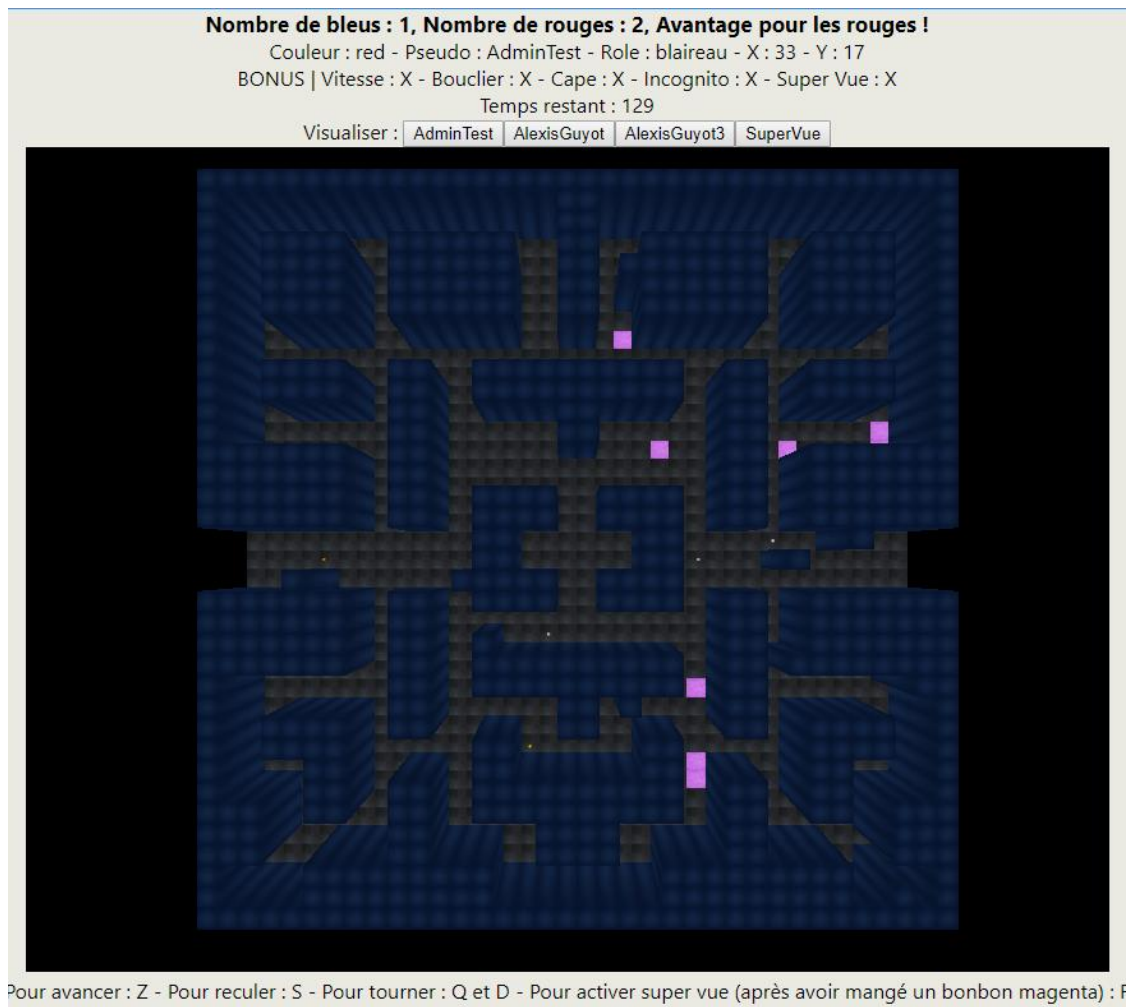 Nombre de bleus : 1, Nombre de rouges : 2, Avantage pour les rouges !
Couleur : red - Pseudo : AdminTest - Role : blaireau - X : 33 - Y : 17
BONUS | Vitesse : X - Bouclier : X - Cape : X - Incognito : X - Super Vue : X
Temps restant : 129
Visualiser : AdminTest AlexisGuyot AlexisGuyot3 SuperVue
Pour avancer : Z - Pour reculer : S - Pour tourner : Q et D - Pour activer super vue (après avoir mangé un bonbon magenta) :